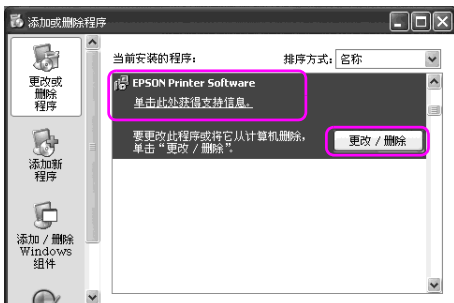 添加或删除程序
更改或
删除
程序
添加新
程序
添加 / 删除
Windows
组件
当前安装的程序：
排序方式: 名称
EPSON Printer Software
单击此处获得支持信息。
要更改此程序或将它从计算机删除，
单击“更改 / 删除”。
更改 / 删除